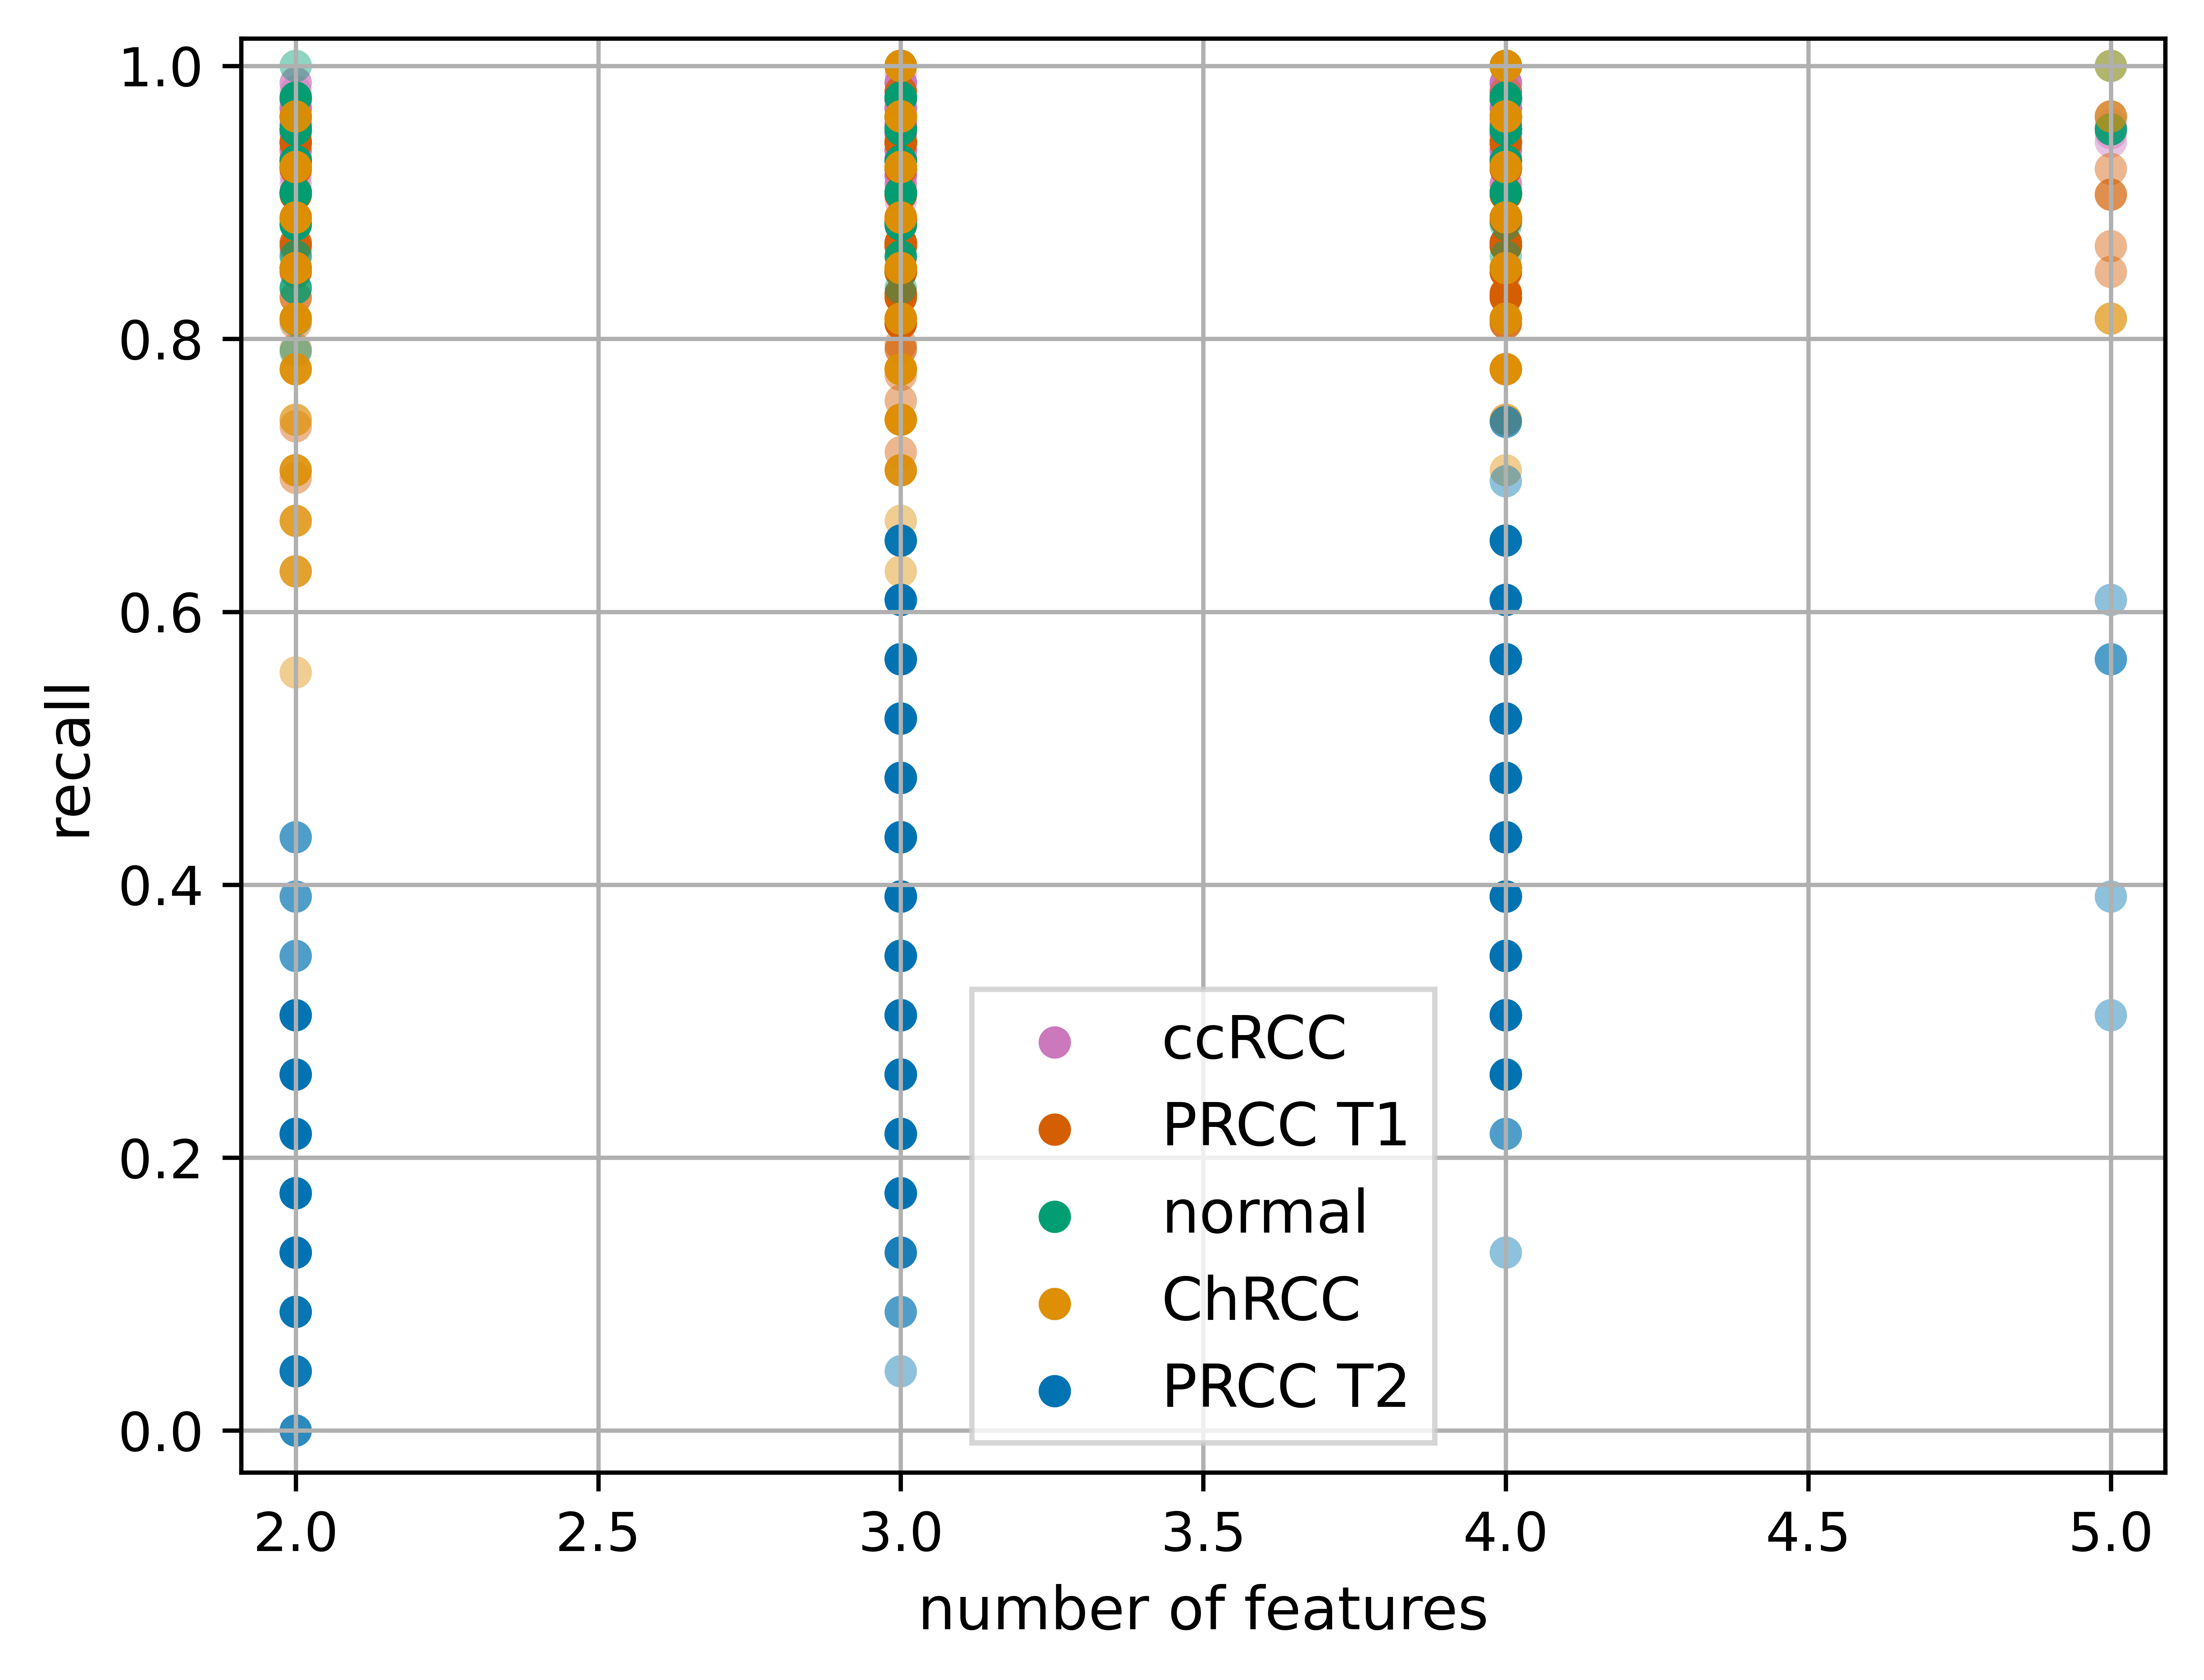 1.0
0.8
0.6
0.4
0.2
0.0
recall
ccRCC
PRCC T1
normal
ChRCC
PRCC T2
2.0 2.5 3.0 3.5 4.0 4.5 5.0
number of features